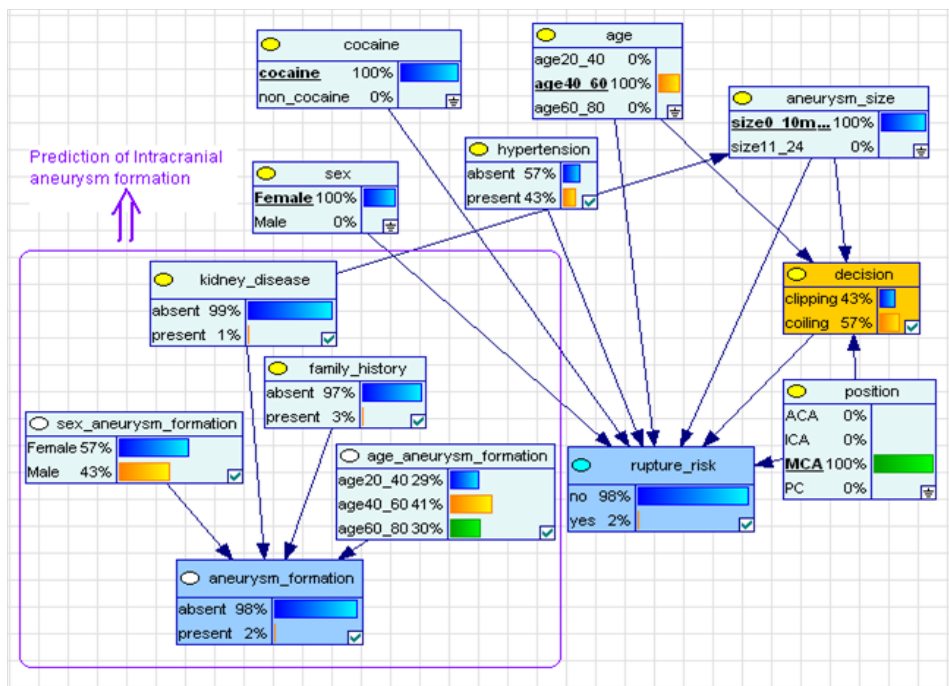 cocaine
cocaine 100%
non_cocaine 0%
age
age20_40 0%
age40_60 100%
age60_80 0%
aneurysm_size
size0_10m... 100%
size11_24 0%
hypertension
absent 57%
present 43%
Prediction of Intracranial
aneurysm formation
sex
Female 100%
Male 0%
kidney_disease
absent 99%
present 1%
decision
clipping 43%
coiling 57%
family_history
absent 97%
present 3%
position
ACA 0%
ICA 0%
MCA 100%
PC 0%
sex_aneurysm_formation
Female 57%
Male 43%
age_aneurysm_formation
age20_40 29%
age40_60 41%
age60_80 30%
rupture_risk
no 98%
yes 2%
aneurysm_formation
absent 98%
present 2%